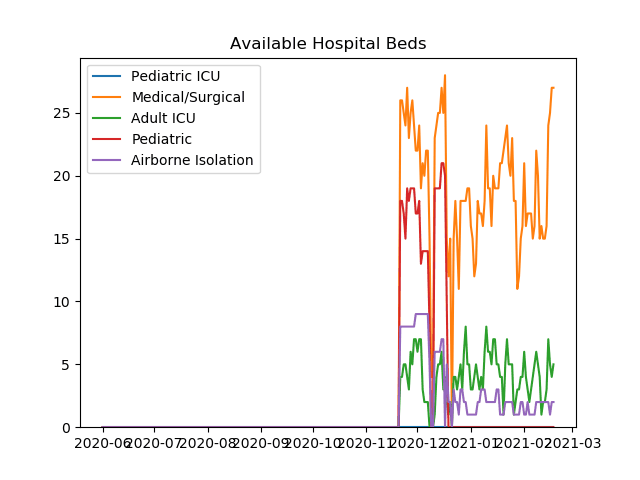 Available Hospital Beds
Pediatric ICU
Medical/Surgical
Adult ICU
Pediatric
Airborne Isolation
25
20
15
10
5
0
2020-06 2020-07 2020-08 2020-09 2020-10 2020-11 2020-12 2021-01 2021-02 2021-03